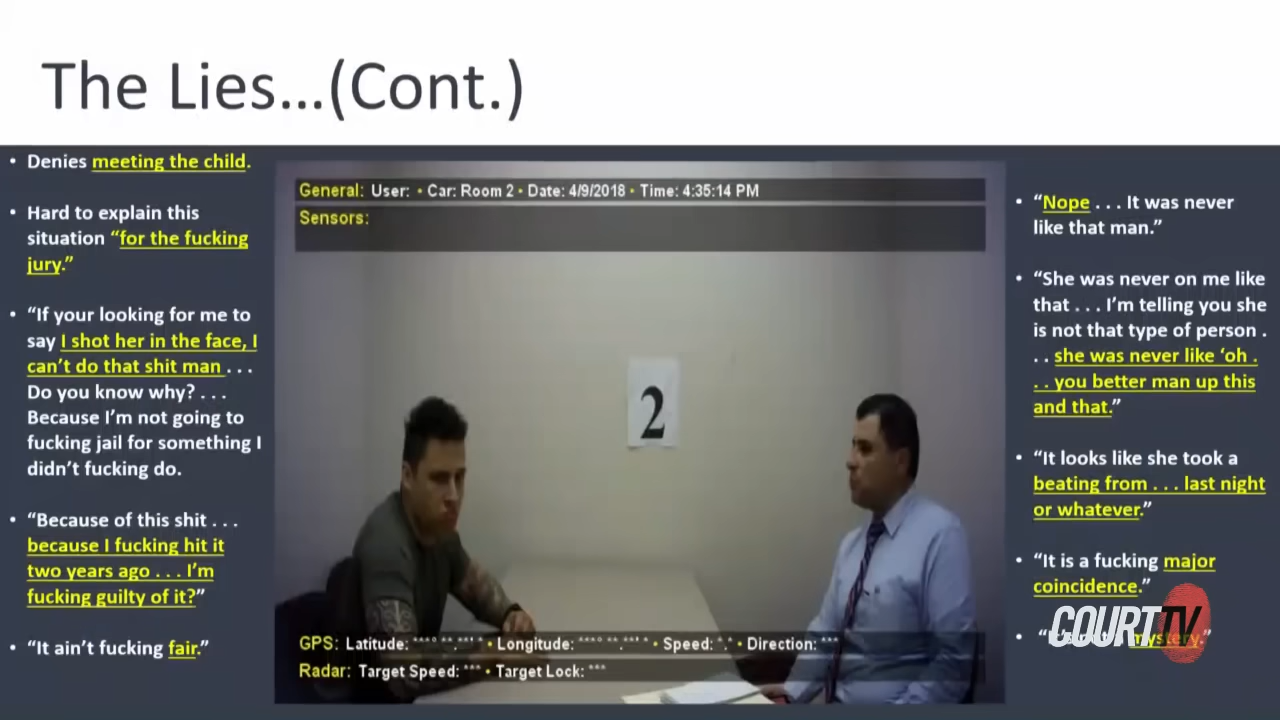 The Lies...(Cont.)
• Denies meeting the child.
• Hard to explain this
situation “for the fucking
jury.”
• “If your looking for me to
say I shot her in the face, I
can’t do that shit man . . .
Do you know why? . . .
Because I’m not going to
fucking jail for something I
didn’t fucking do.
• “Because of this shit . . .
because I fucking hit it
two years ago . . . I’m
fucking guilty of it?”
• “It ain’t fucking fair.”
General: User: • Car: Room 2 • Date: 4/9/2018 • Time: 4:35:14 PM
Sensors:
2
GPS: Latitude: ***° **.**' * • Longitude: ***° **.**' * • Speed: *.* • Direction: ***
Radar: Target Speed: *** • Target Lock: ***
• “Nope . . . It was never
like that man.”
• “She was never on me like
that . . . I’m telling you she
is not that type of person .
. . she was never like ‘oh .
. . you better man up this
and that.”
• “It looks like she took a
beating from . . . last night
or whatever.”
• “It is a fucking major
coincidence.”
mystery.”
COURT TV